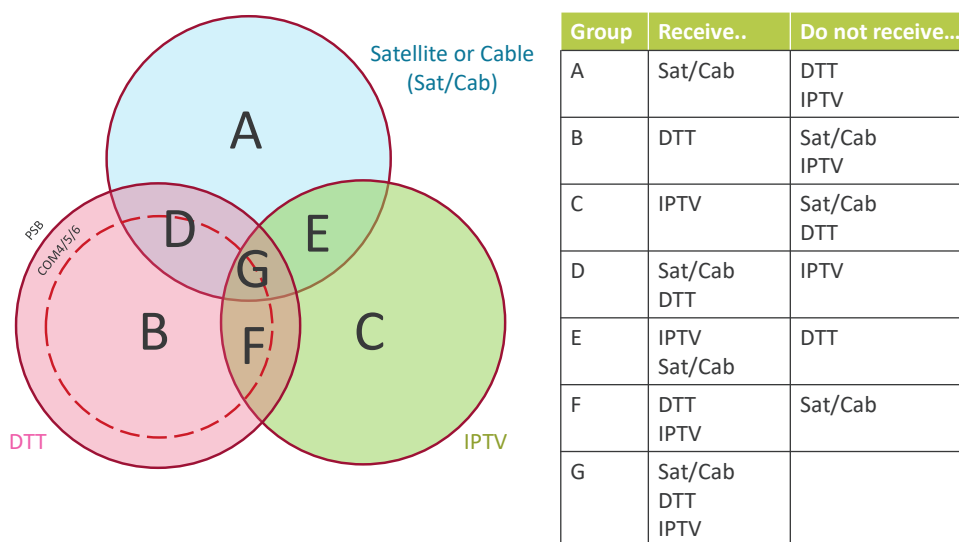 Satellite or Cable
(Sat/Cab)
A
D
E
G
B
F
C
PSB
COM4/5/6
DTT
IPTV
Group Receive.. Do not receive…
A Sat/Cab DTT
IPTV
B DTT Sat/Cab
IPTV
C IPTV Sat/Cab
DTT
D Sat/Cab IPTV
DTT
E IPTV DTT
Sat/Cab
F DTT Sat/Cab
IPTV
G Sat/Cab
DTT
IPTV